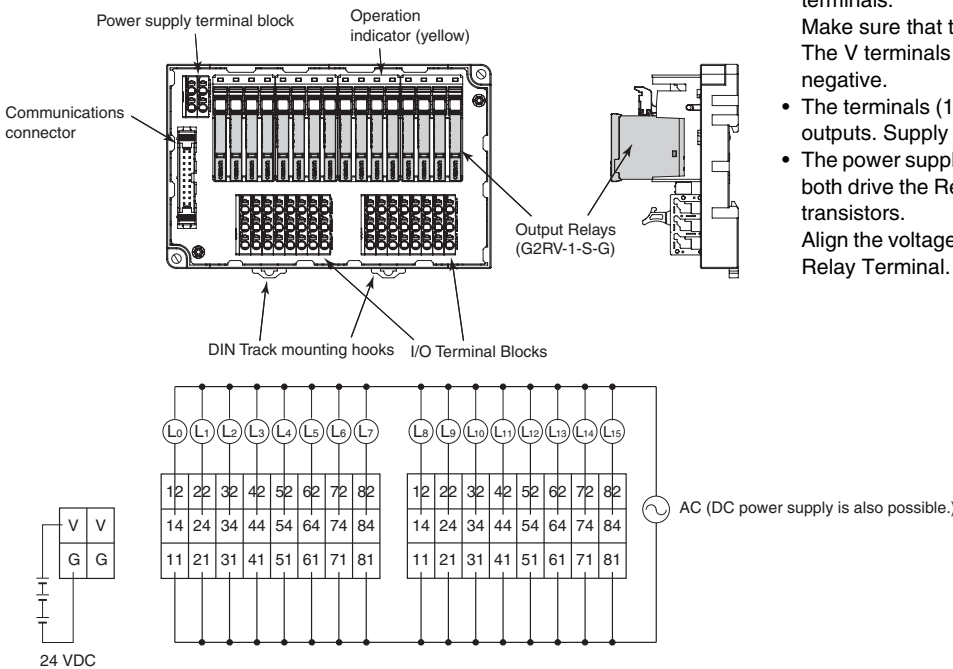 Power supply terminal block
Operation
indicator (yellow)
Communications
connector
Output Relays
(G2RV-1-S-G)
DIN Track mounting hooks
I/O Terminal Blocks
terminals.
Make sure that t
The V terminals
negative.
• The terminals (1
outputs. Supply
• The power suppl
both drive the Re
transistors.
Align the voltage
Relay Terminal.
L0 L1 L2 L3 L4 L5 L6 L7 L8 L9 L10 L11 L12 L13 L14 L15
12 22 32 42 52 62 72 82 12 22 32 42 52 62 72 82
V V 14 24 34 44 54 64 74 84 14 24 34 44 54 64 74 84
G G 11 21 31 41 51 61 71 81 11 21 31 41 51 61 71 81
AC (DC power supply is also possible.)
24 VDC